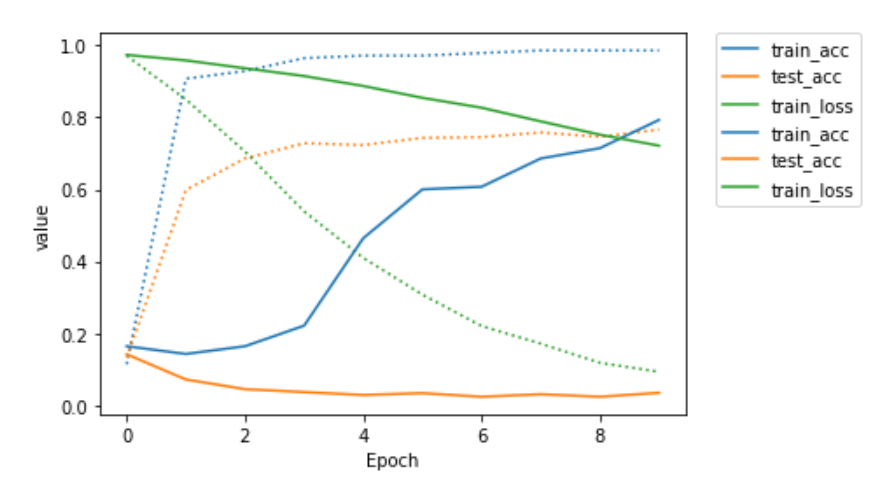 1.0
0.8
0.6
0.4
0.2
0.0
value
0 2 4 6 8
Epoch
train_acc
test_acc
train_loss
train_acc
test_acc
train_loss